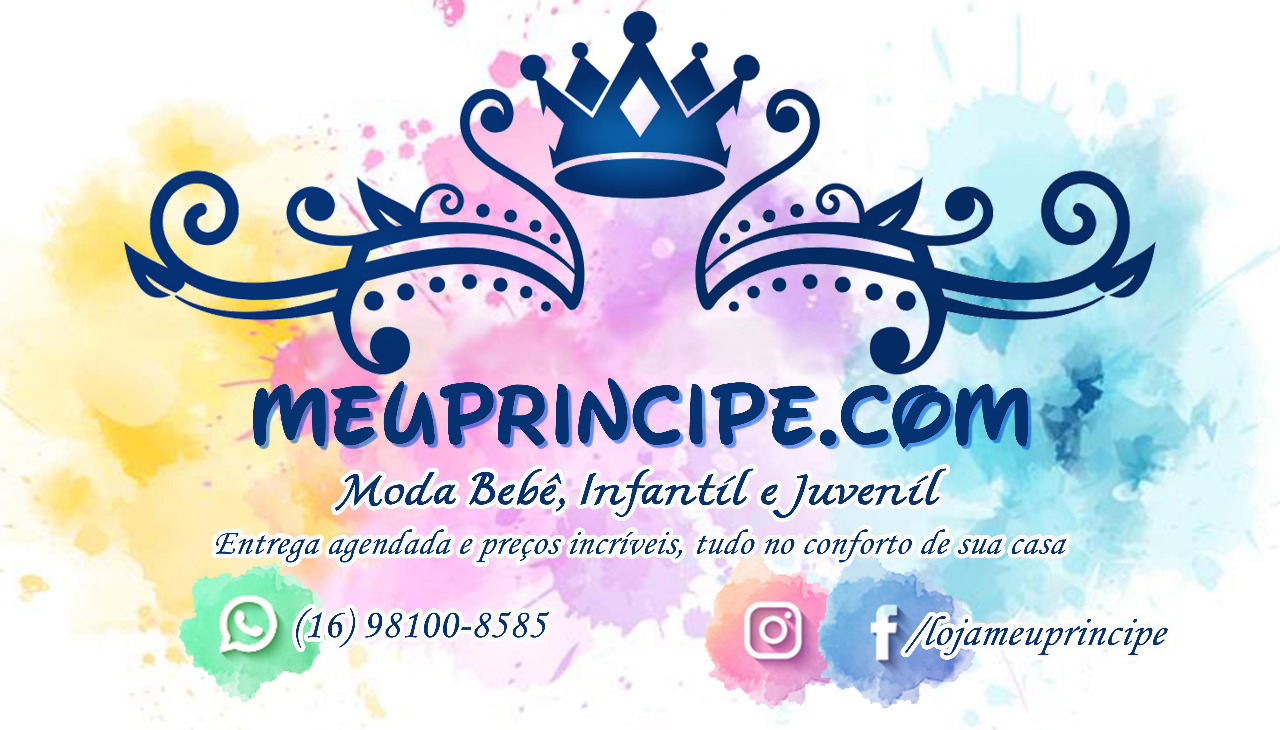 MEUPRINCIPE.COM
Moda Bebê, Infantíl e Juveníl
Entrega agendada e preços incríveis, tudo no conforto de sua casa
(16) 98100-8585
/lojameuprincipe